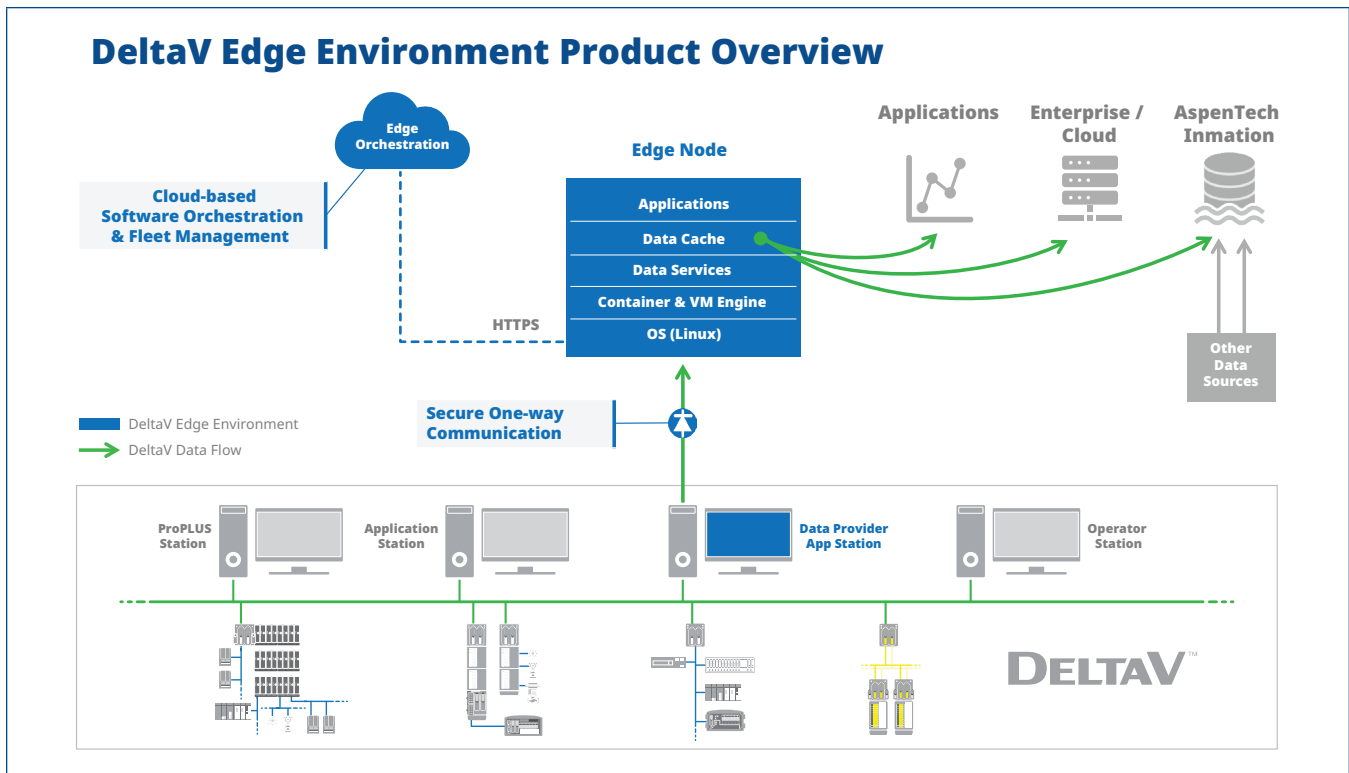 DeltaV Edge Environment Product Overview
Edge
Orchestration
Cloud-based
Software Orchestration
& Fleet Management
HTTPS
Edge Node
Applications
Data Cache
Data Services
Container & VM Engine
OS (Linux)
Applications
Enterprise /
Cloud
AspenTech
Inmation
Other
Data
Sources
Secure One-way
Communication
DeltaV Edge Environment
DeltaV Data Flow
ProPLUS
Station
Application
Station
Data Provider
App Station
Operator
Station
DELTAV™